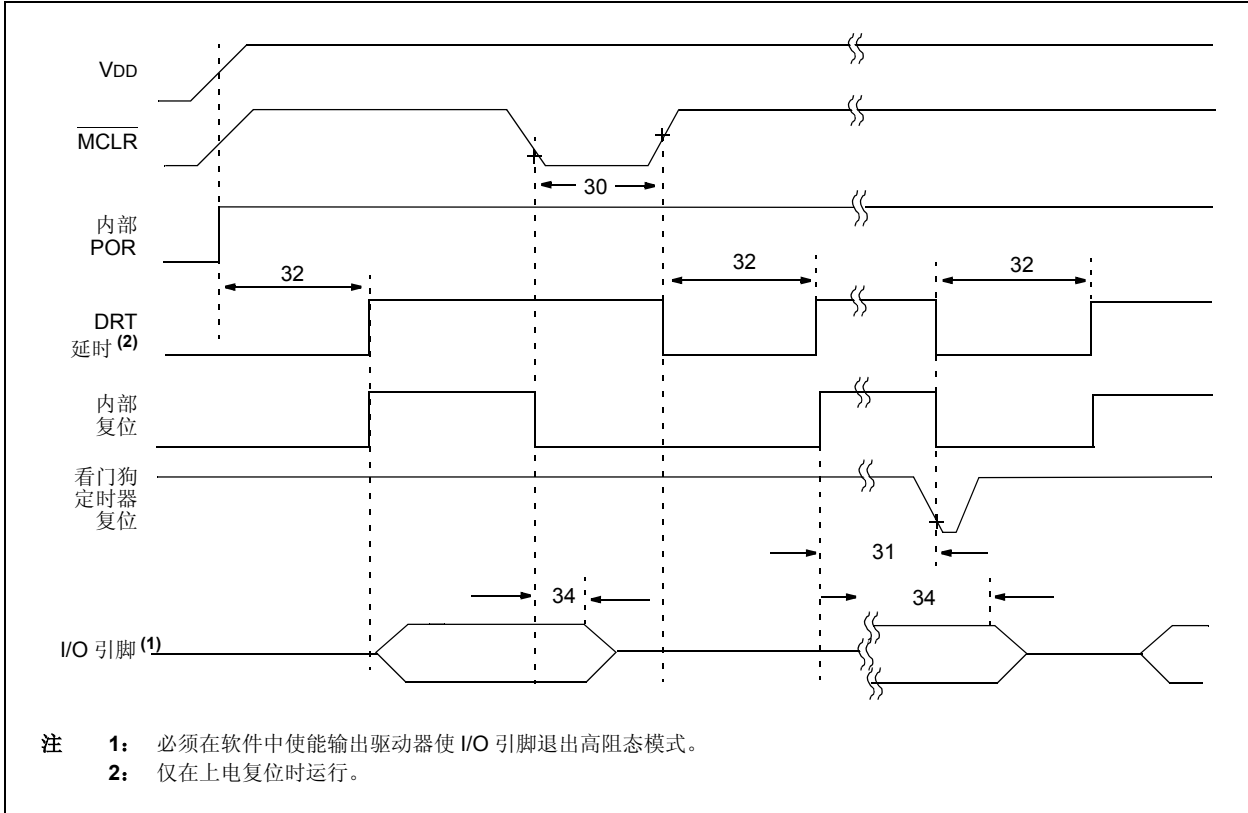 VDD
MCLR
30
内部
POR
32
32
32
DRT
延时 (2)
内部
复位
看门狗
定时器
复位
31
34
34
I/O 引脚 (1)
注 1： 必须在软件中使能输出驱动器使 I/O 引脚退出高阻态模式。
2： 仅在上电复位时运行。